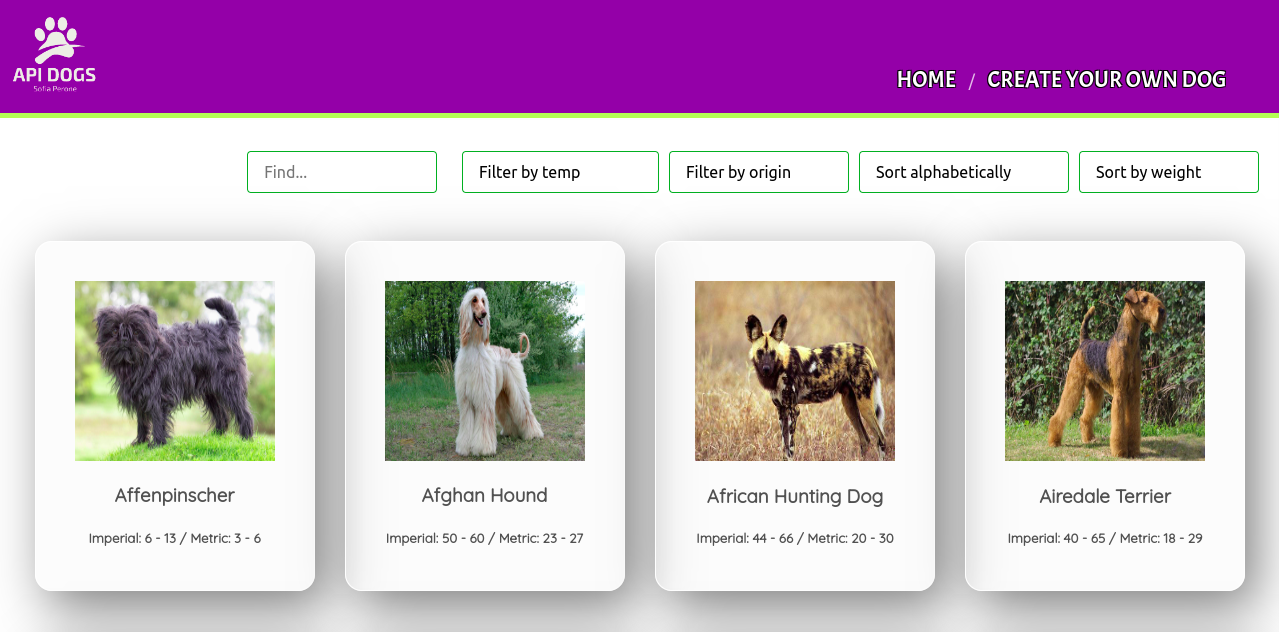 API DOGS
Sofia Perone
HOME / CREATE YOUR OWN DOG
Find...
Filter by temp
Filter by origin
Sort alphabetically
Sort by weight
Affenpinscher
Imperial: 6 - 13 / Metric: 3 - 6
Afghan Hound
Imperial: 50 - 60 / Metric: 23 - 27
African Hunting Dog
Imperial: 44 - 66 / Metric: 20 - 30
Airedale Terrier
Imperial: 40 - 65 / Metric: 18 - 29